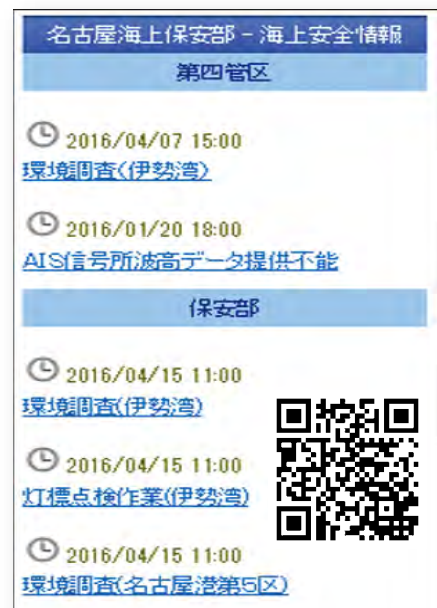 名古屋海上保安部－海上安全情報
第四管区
2016/04/07 15:00
環境調査(伊勢湾)
2016/01/20 18:00
AIS信号所波高データ提供不能
保安部
2016/04/15 11:00
環境調査(伊勢湾)
2016/04/15 11:00
灯標点検作業(伊勢湾)
2016/04/15 11:00
環境調査(名古屋港第5区)